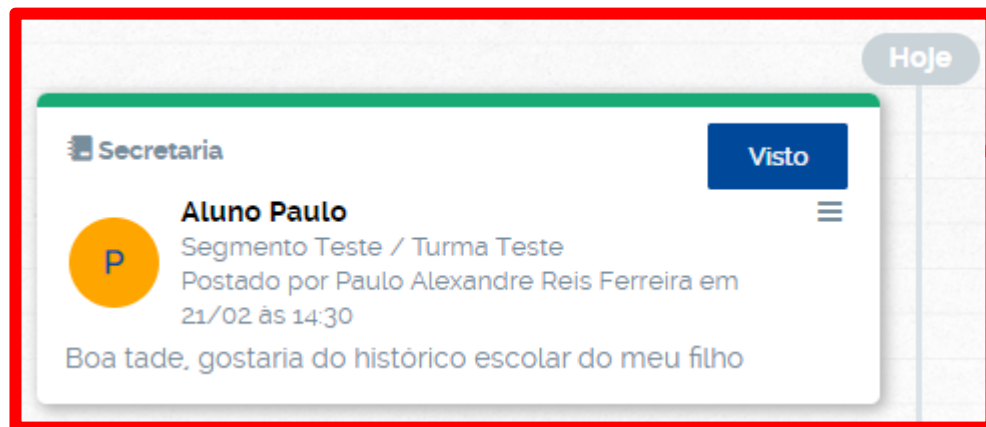 Hoje
Secretaria
Visto
Aluno Paulo
P
Segmento Teste / Turma Teste
Postado por Paulo Alexandre Reis Ferreira em
21/02 às 14:30
Boa tade, gostaria do histórico escolar do meu filho